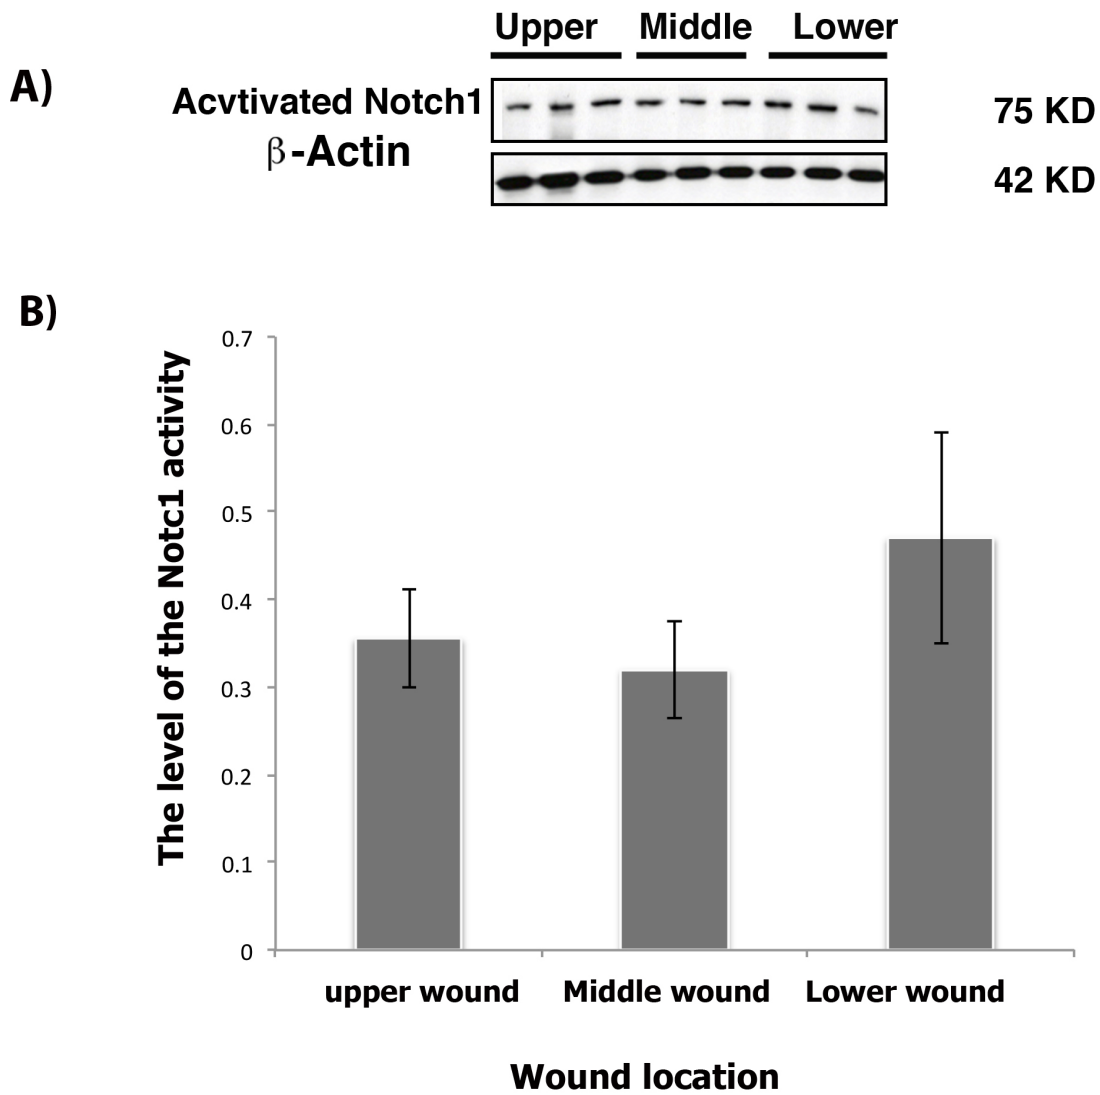 Upper Middle Lower
A)
Acvtivated Notch1 75 KD
β-Actin 42 KD
B)
The level of the Notc1 activity
0.7
0.6
0.5
0.4
0.3
0.2
0.1
0
upper wound Middle wound Lower wound
Wound location